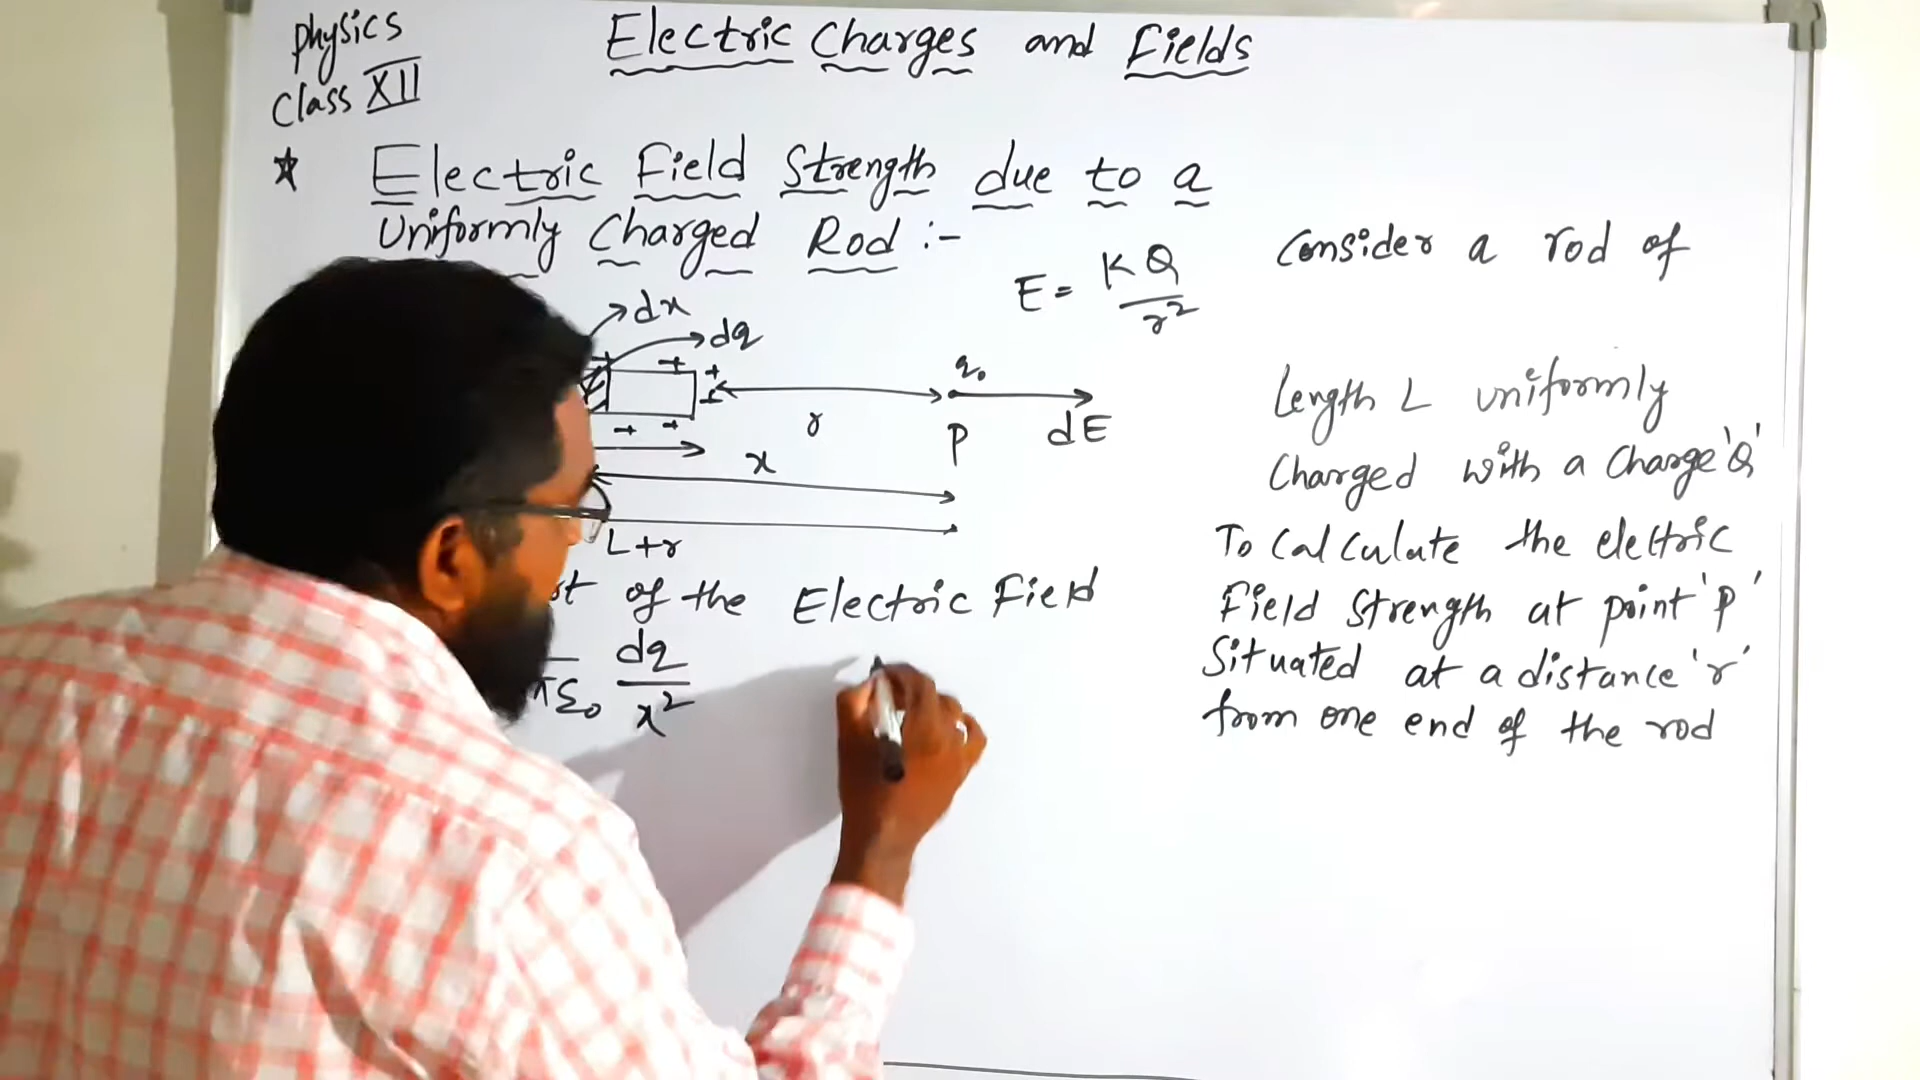 Physics
Class XII
Electric Charges and Fields
★ Electric Field Strength due to a
Uniformly Charged Rod :-
E = KQ/r²
dx
dq
+ + + + + +
q₀
r
P
dE
x
L+r
of the Electric Field
πε₀ dq/x²
Consider a rod of
length L uniformly
Charged with a Charge 'Q'
To Calculate the electric
Field Strength at point 'P'
Situated at a distance 'r'
from one end of the rod